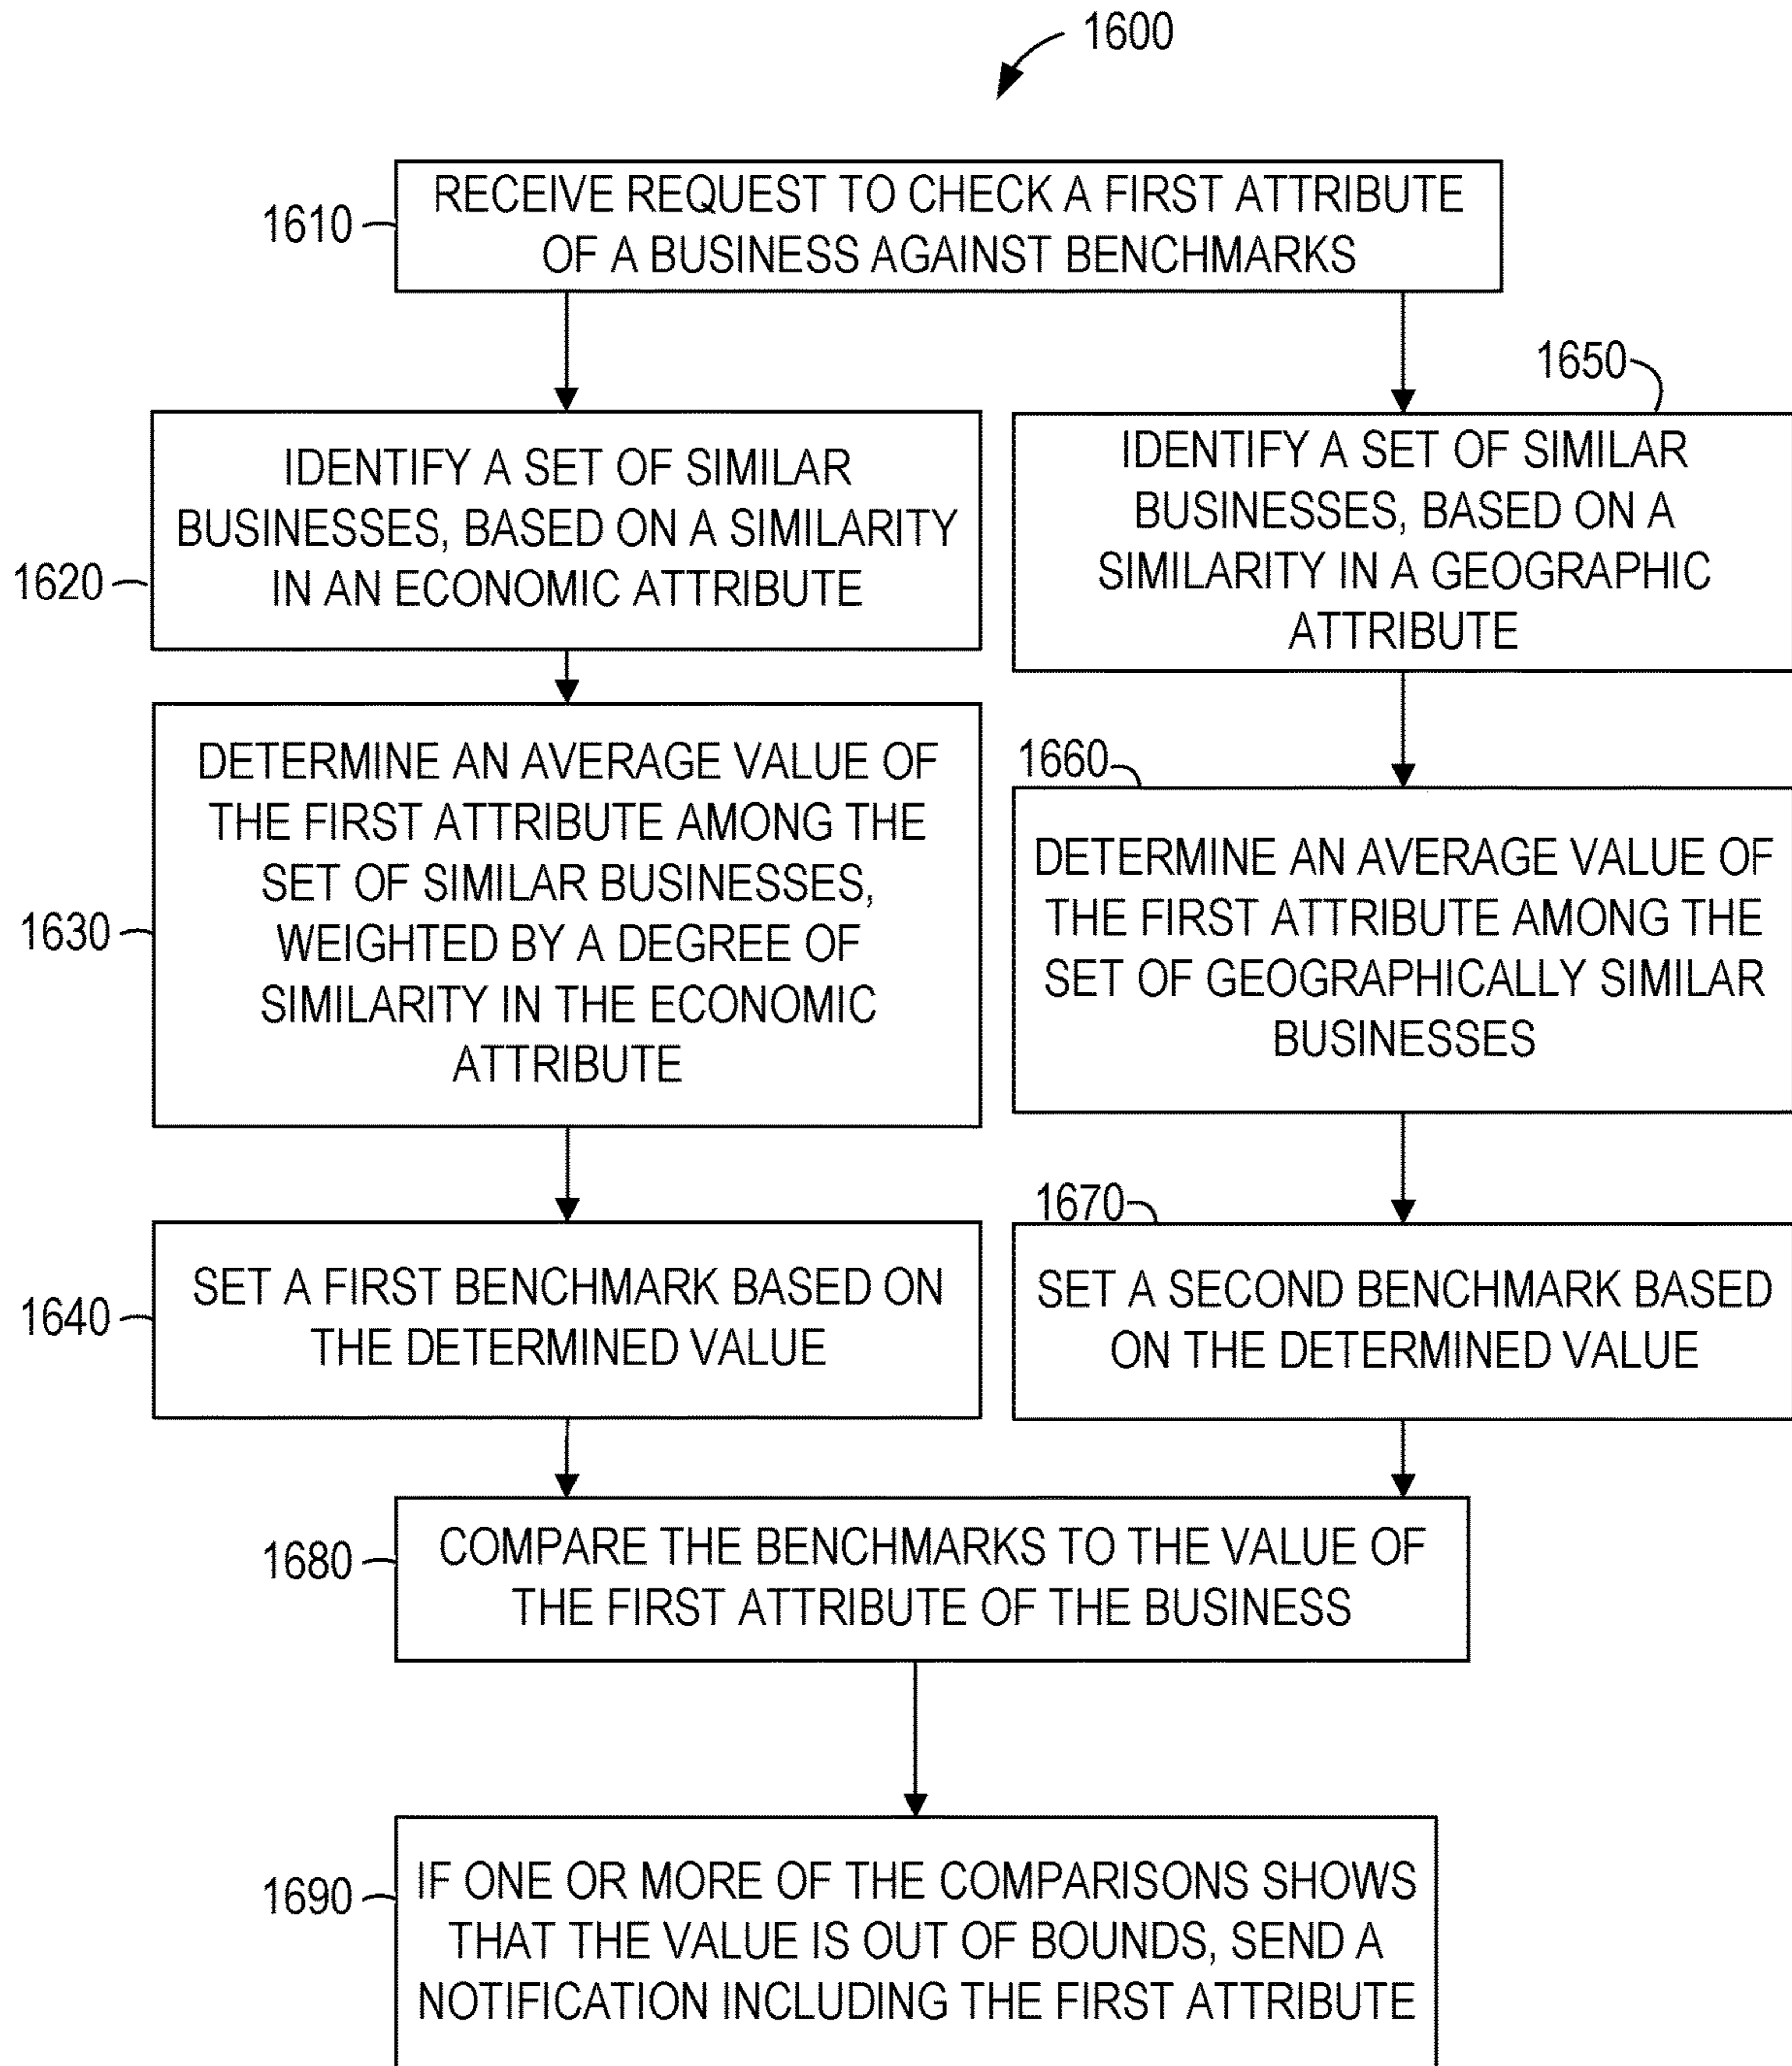 1600
1610
RECEIVE REQUEST TO CHECK A FIRST ATTRIBUTE
OF A BUSINESS AGAINST BENCHMARKS
1620
IDENTIFY A SET OF SIMILAR
BUSINESSES, BASED ON A SIMILARITY
IN AN ECONOMIC ATTRIBUTE
1630
DETERMINE AN AVERAGE VALUE OF
THE FIRST ATTRIBUTE AMONG THE
SET OF SIMILAR BUSINESSES,
WEIGHTED BY A DEGREE OF
SIMILARITY IN THE ECONOMIC
ATTRIBUTE
1640
SET A FIRST BENCHMARK BASED ON
THE DETERMINED VALUE
1650
IDENTIFY A SET OF SIMILAR
BUSINESSES, BASED ON A
SIMILARITY IN A GEOGRAPHIC
ATTRIBUTE
1660
DETERMINE AN AVERAGE VALUE OF
THE FIRST ATTRIBUTE AMONG THE
SET OF GEOGRAPHICALLY SIMILAR
BUSINESSES
1670
SET A SECOND BENCHMARK BASED
ON THE DETERMINED VALUE
1680
COMPARE THE BENCHMARKS TO THE VALUE OF
THE FIRST ATTRIBUTE OF THE BUSINESS
1690
IF ONE OR MORE OF THE COMPARISONS SHOWS
THAT THE VALUE IS OUT OF BOUNDS, SEND A
NOTIFICATION INCLUDING THE FIRST ATTRIBUTE